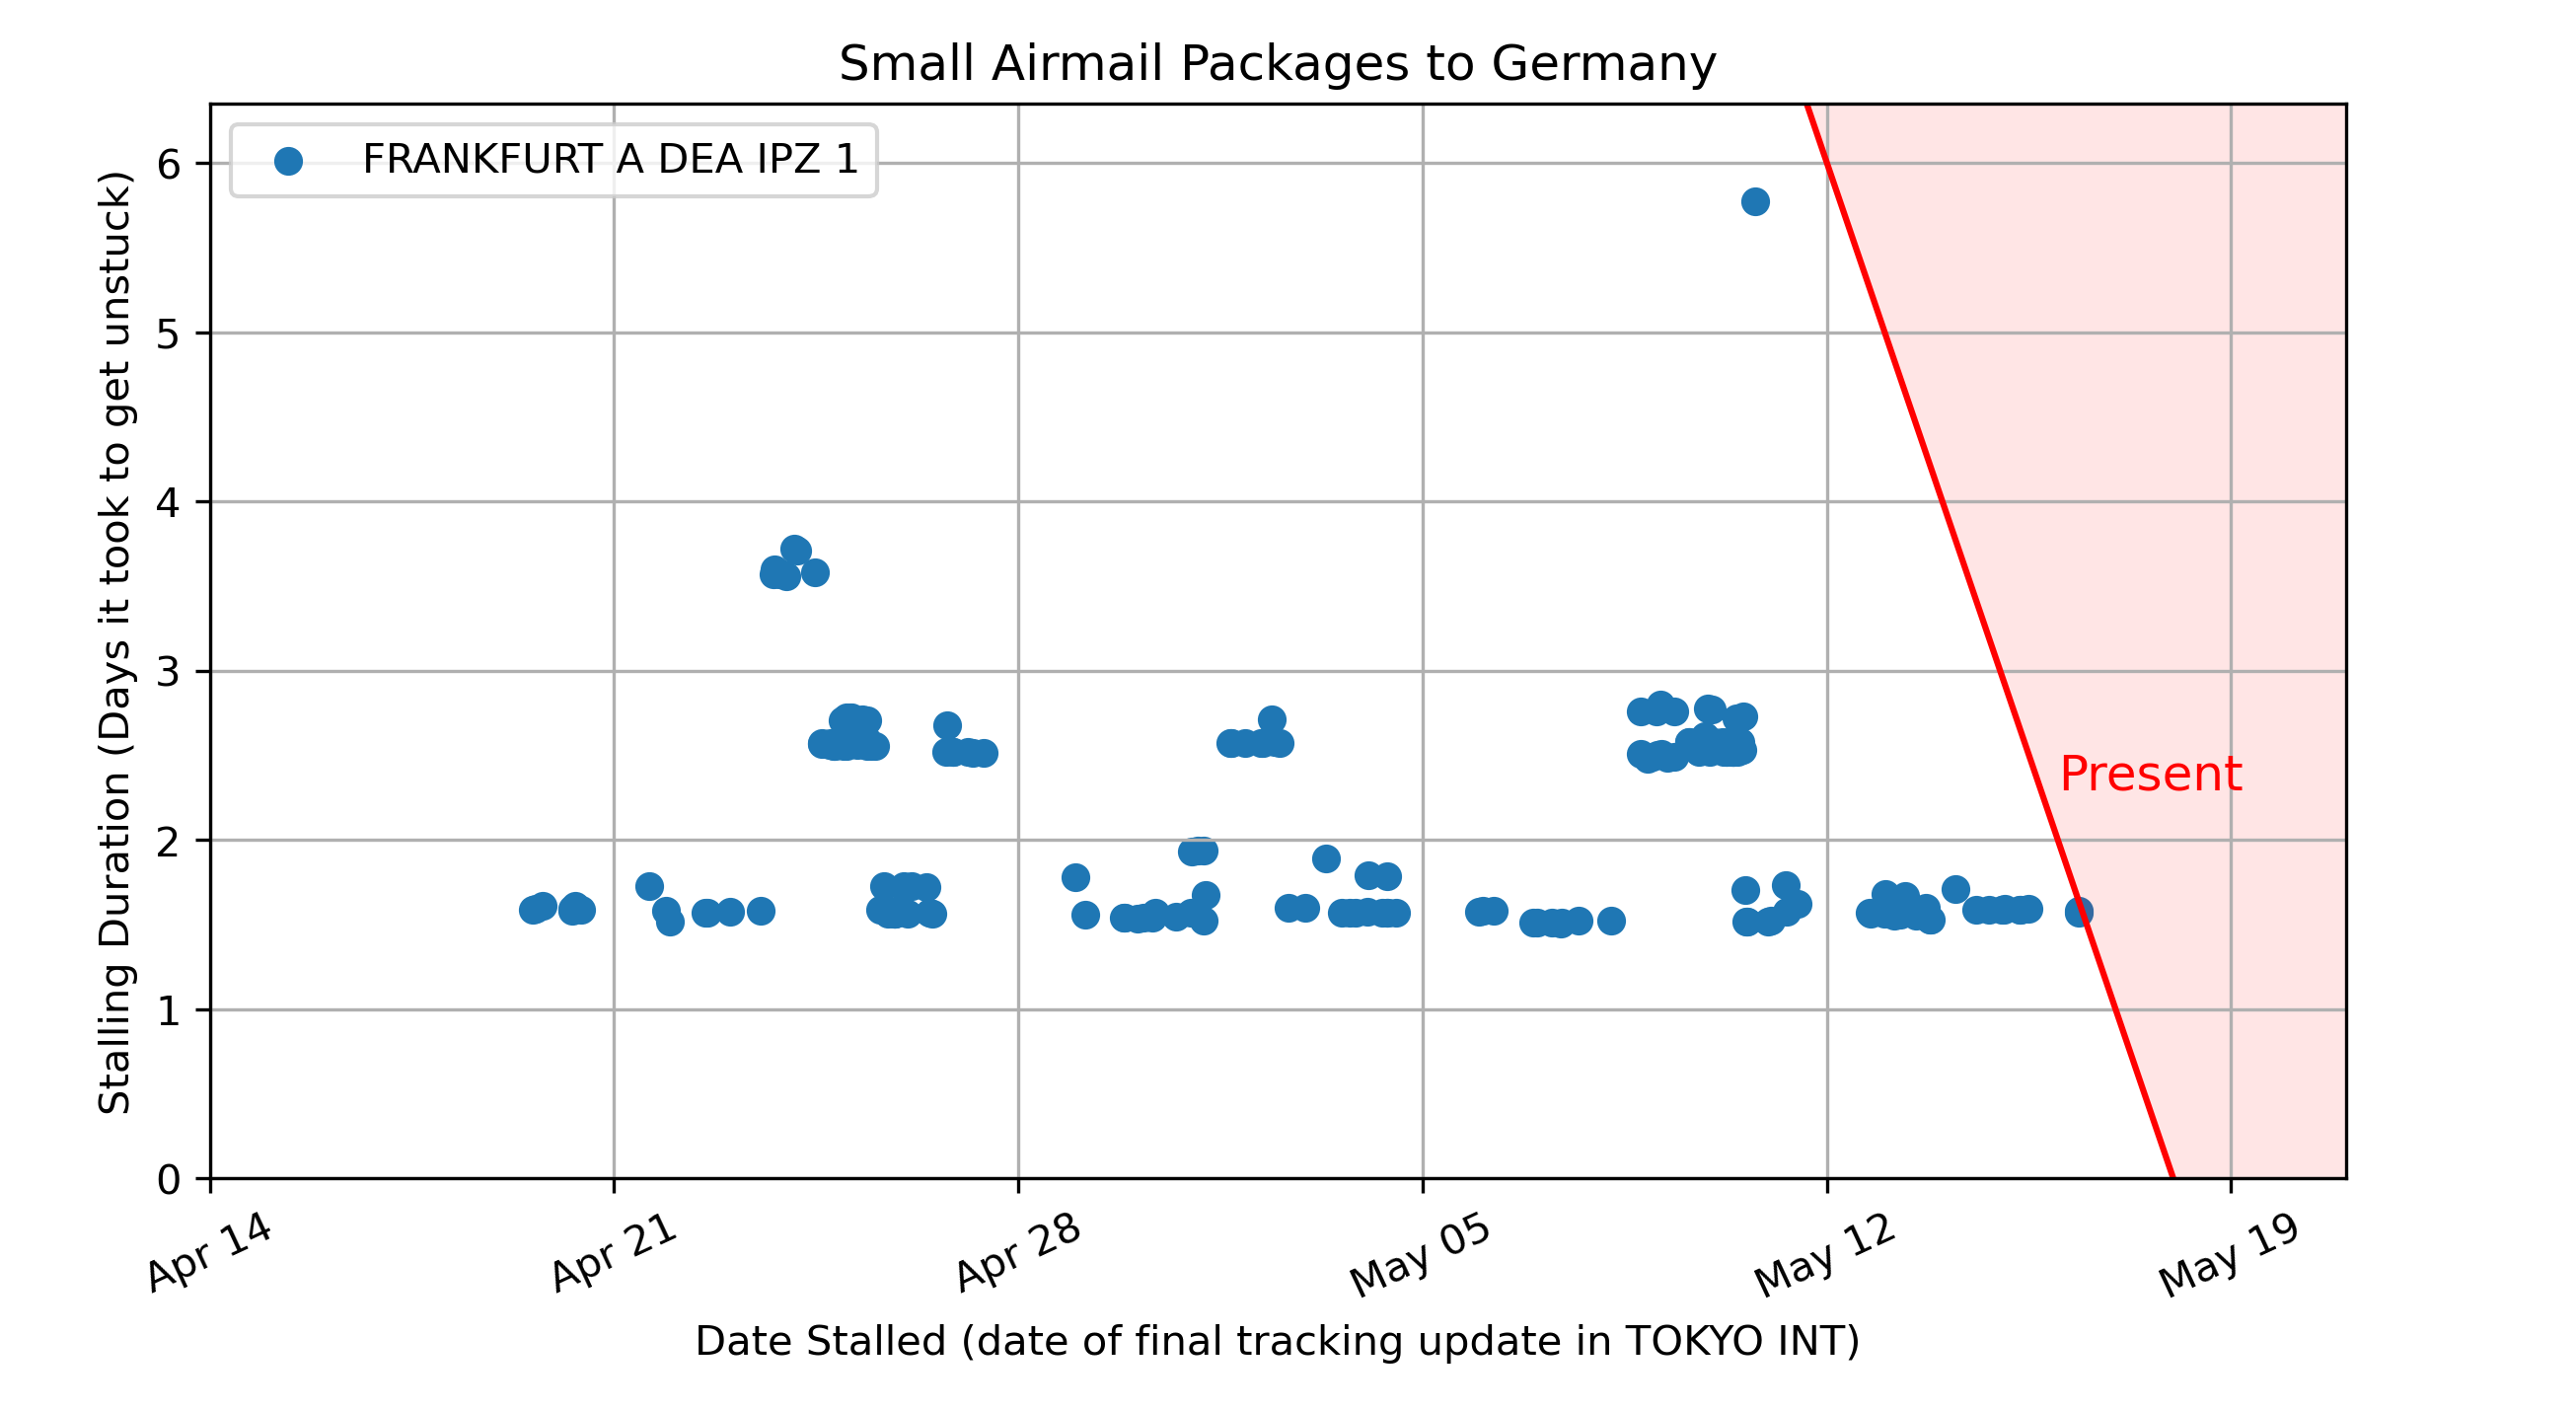 Small Airmail Packages to Germany
FRANKFURT A DEA IPZ 1
Stalling Duration (Days it took to get unstuck)
6
5
4
3
2
1
0
Present
Apr 14
Apr 21
Apr 28
May 05
May 12
May 19
Date Stalled (date of final tracking update in TOKYO INT)